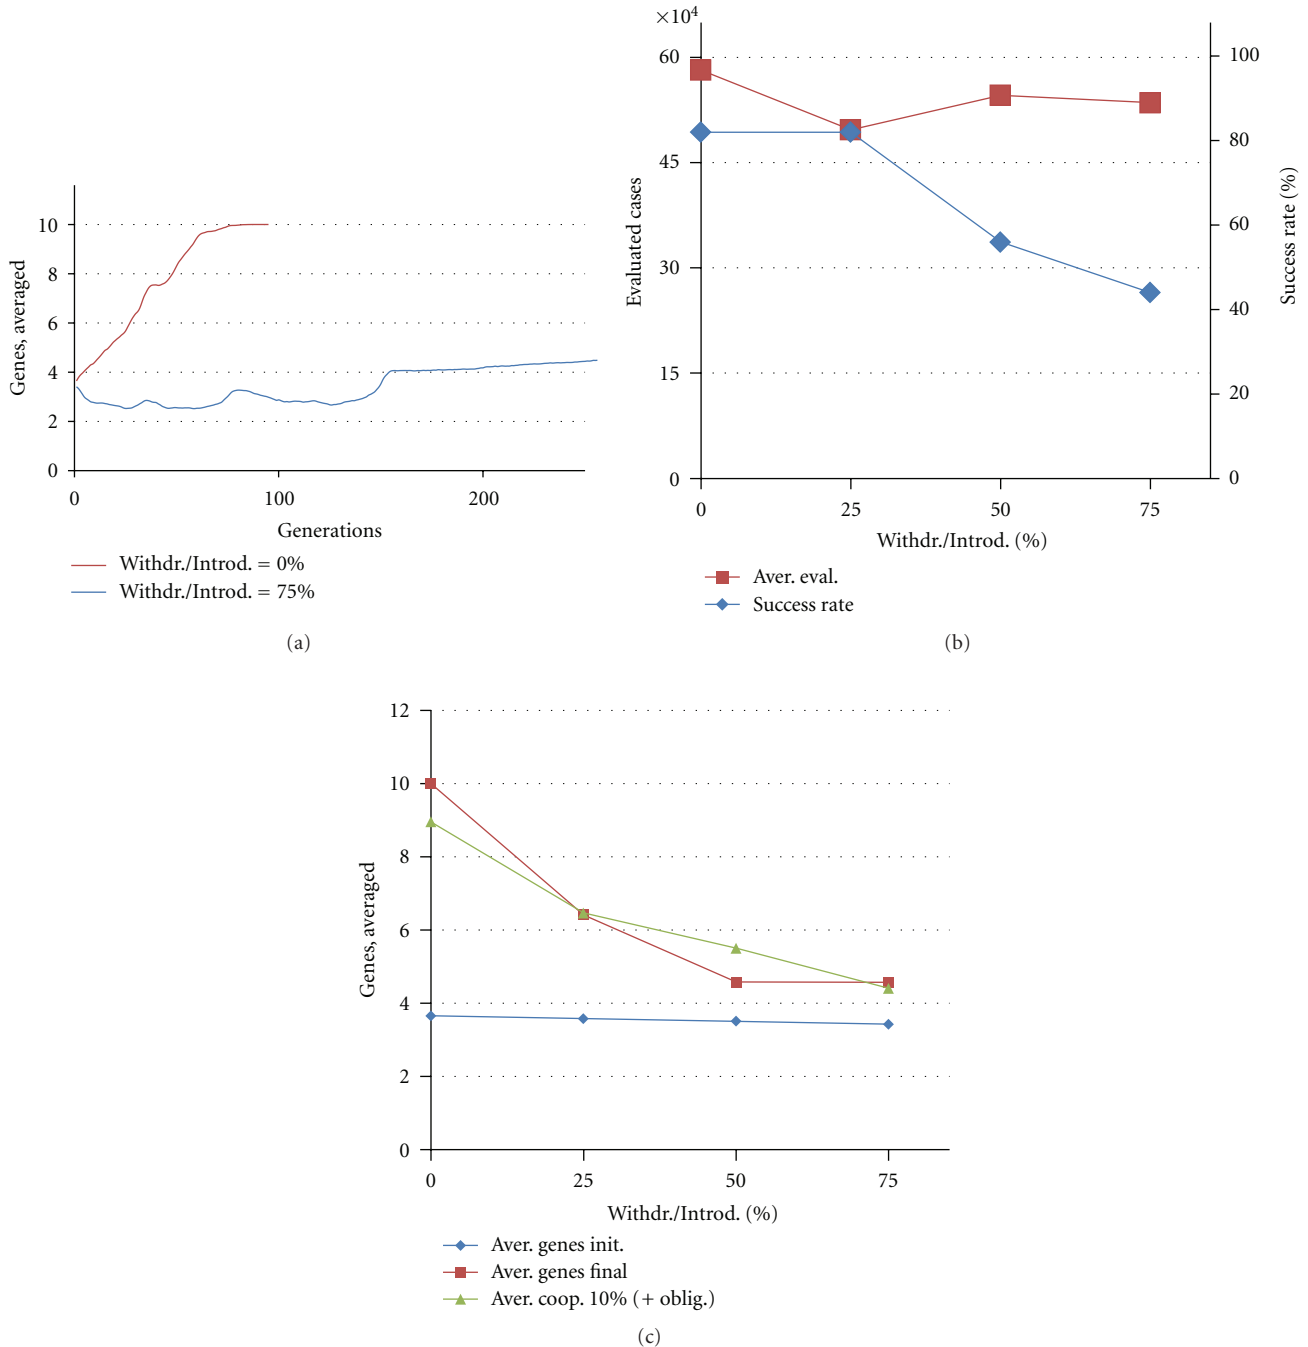 10
8
6
4
2
0
Genes, averaged
0
100
200
Generations
Withdr./Introd. = 0%
Withdr./Introd. = 75%
(a)
×10⁴
60
45
30
15
0
Evaluated cases
100
80
60
40
20
0
Success rate (%)
0
25
50
75
Withdr./Introd. (%)
Aver. eval.
Success rate
(b)
12
10
8
6
4
2
0
Genes, averaged
0
25
50
75
Withdr./Introd. (%)
Aver. genes init.
Aver. genes final
Aver. coop. 10% (+ oblig.)
(c)